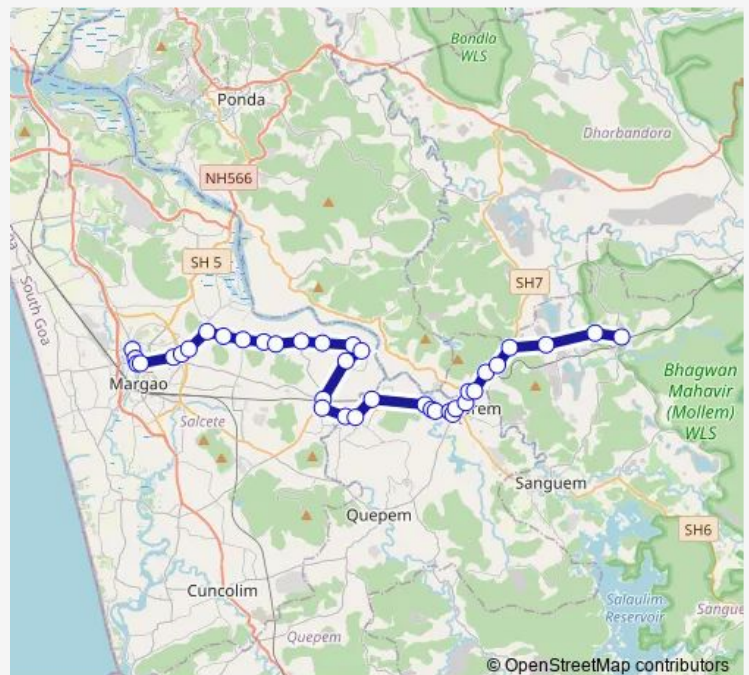 Bondla
WLS
Ponda
Dharbandora
NH566
SH 5
SH7
South Goa
Margao
Salcete
rem
Bhagwan
Mahavir
(Mollem)
WLS
Sanguem
Quepem
SH6
Cuncolim
Salaulim
Reservoir
Sangue
Quepem
© OpenStreetMap contributors